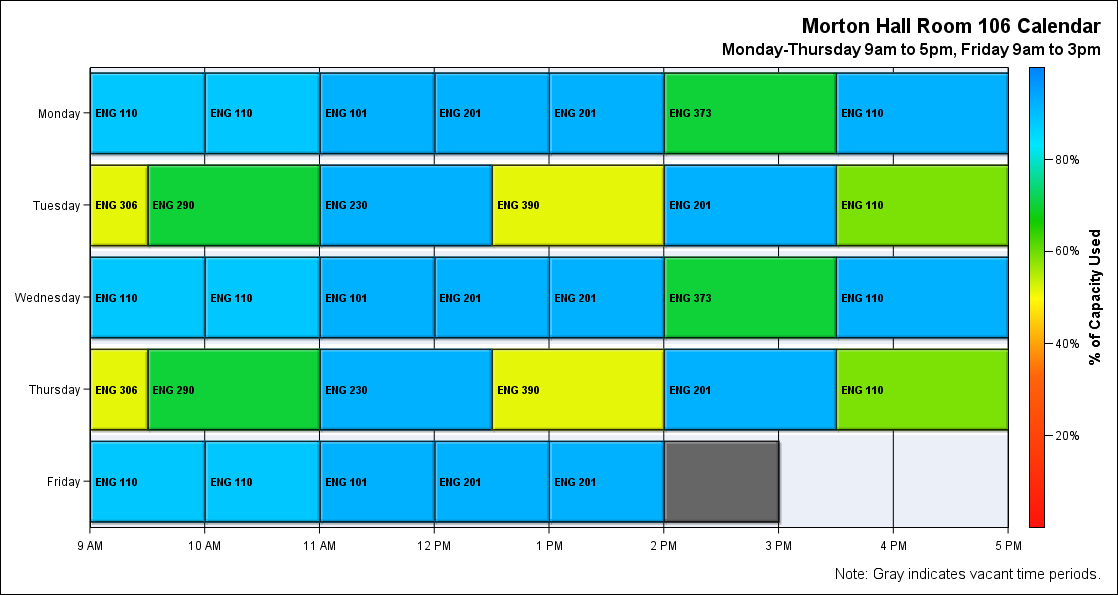 Morton Hall Room 106 Calendar
Monday-Thursday 9am to 5pm, Friday 9am to 3pm
Monday ENG 110 ENG 110 ENG 101 ENG 201 ENG 201 ENG 373 ENG 110
Tuesday ENG 306 ENG 290 ENG 230 ENG 390 ENG 201 ENG 110
Wednesday ENG 110 ENG 110 ENG 101 ENG 201 ENG 201 ENG 373 ENG 110
Thursday ENG 306 ENG 290 ENG 230 ENG 390 ENG 201 ENG 110
Friday ENG 110 ENG 110 ENG 101 ENG 201 ENG 201
9 AM 10 AM 11 AM 12 PM 1 PM 2 PM 3 PM 4 PM 5 PM
80%
60%
40%
20%
% of Capacity Used
Note: Gray indicates vacant time periods.